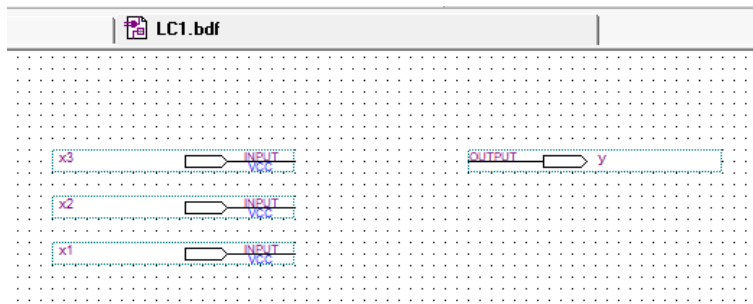 LC1.bdf
x3 INPUT OUTPUT y
VCC
x2 INPUT
VCC
x1 INPUT
VCC